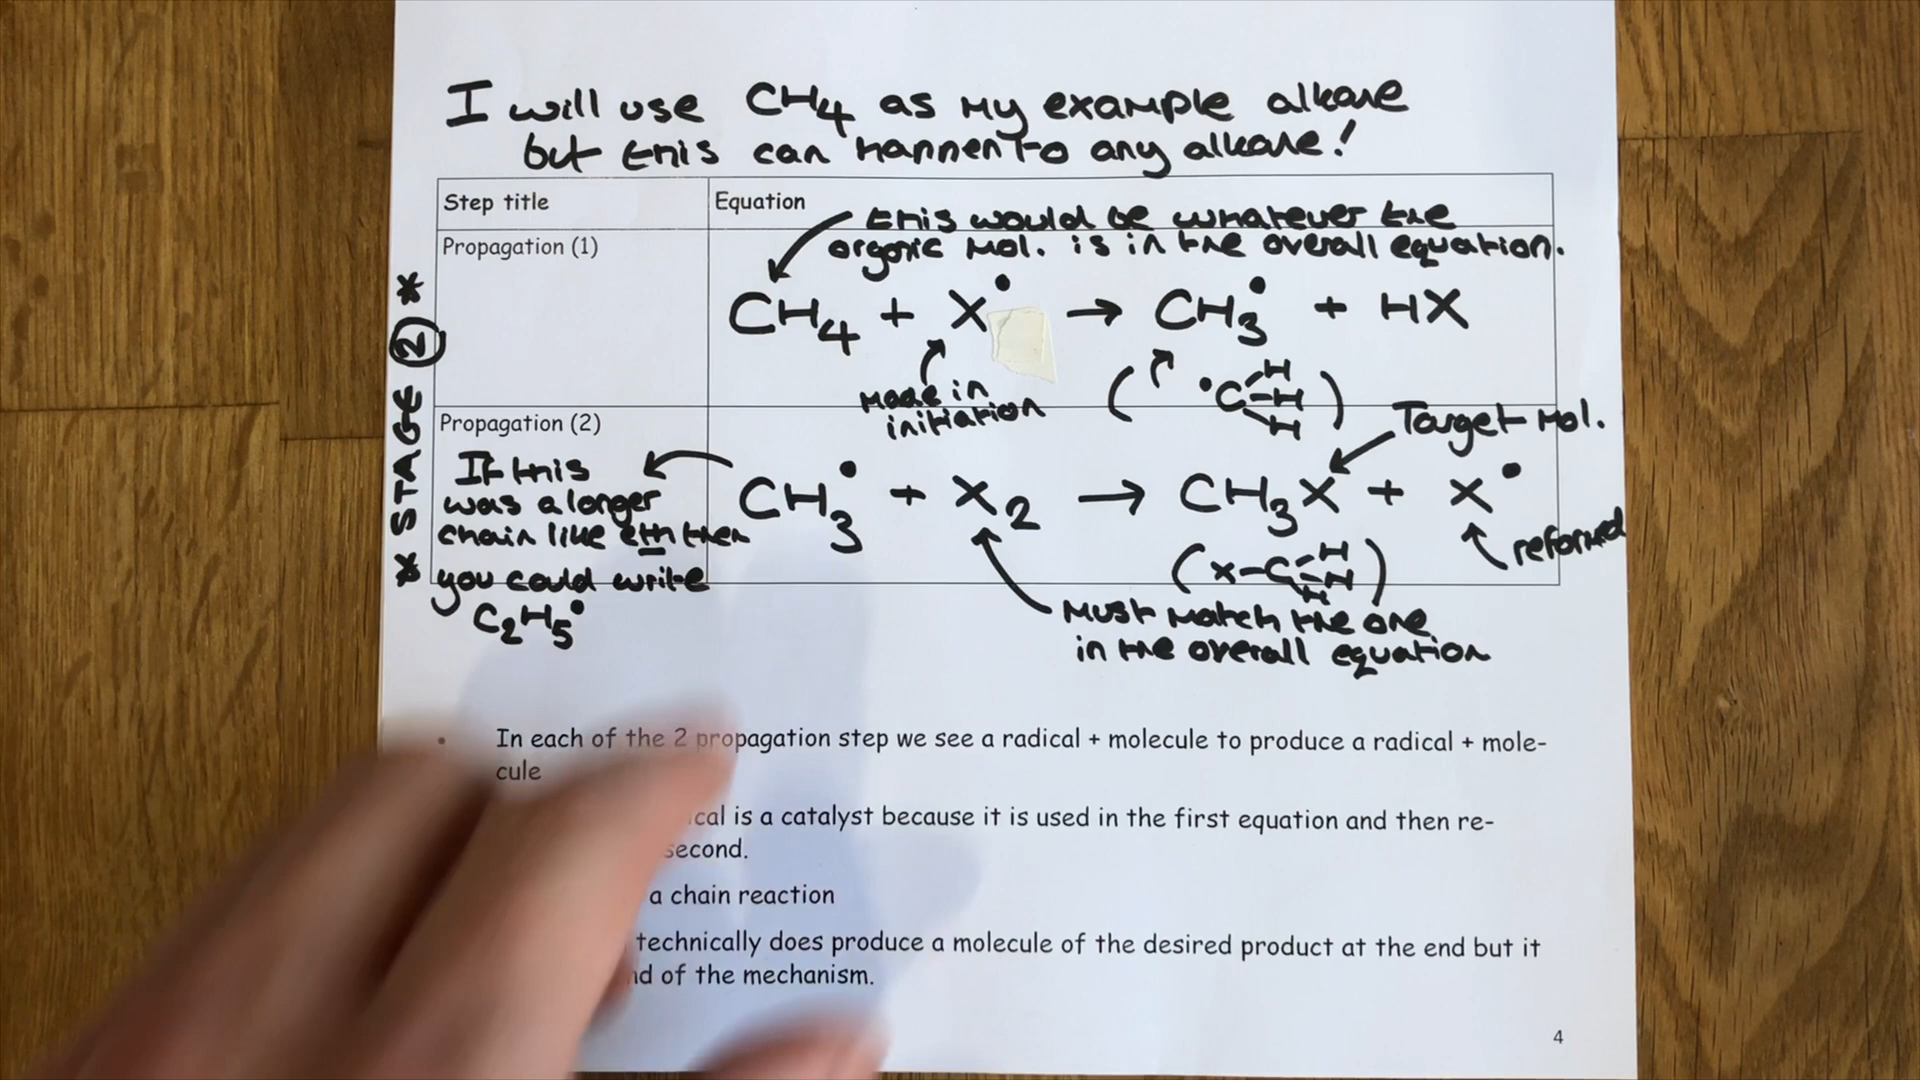 I will use CH4 as my example alkane
but this can happen to any alkane!
Step title
Equation
this would be whatever the
organic mol. is in the overall equation.
Propagation (1)
CH4 + X• → CH3• + HX
made in
initiation
( •C H H H )
* STAGE 2 *
Propagation (2)
Target mol.
If this
was a longer
chain like eth then
you could write
C2H5•
CH3• + X2 → CH3X + X•
reformed
( X-C H H H )
Must match the one
in the overall equation
• In each of the 2 propagation step we see a radical + molecule to produce a radical + mole-
cule
is a catalyst because it is used in the first equation and then re-
second.
a chain reaction
technically does produce a molecule of the desired product at the end but it
of the mechanism.
4